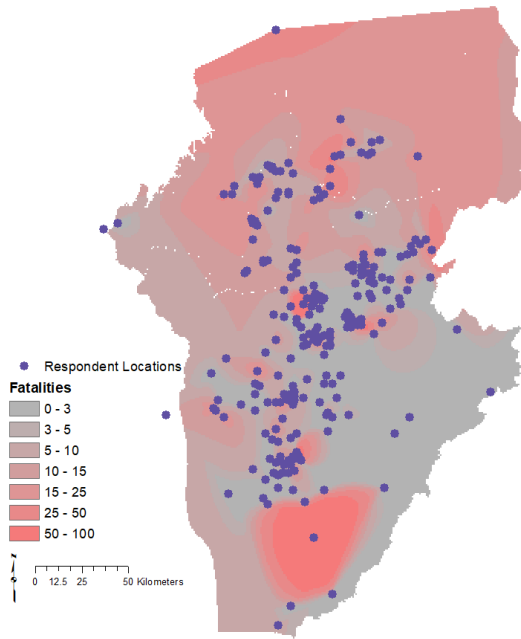 Respondent Locations
Fatalities
0 - 3
3 - 5
5 - 10
10 - 15
15 - 25
25 - 50
50 - 100
N
0 12.5 25 50 Kilometers